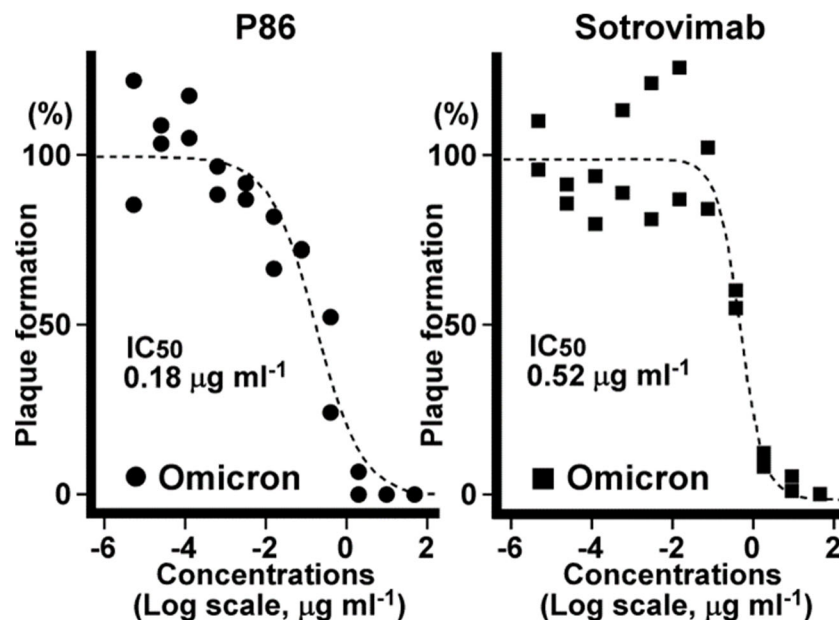 P86
(%)
100
50
0
Plaque formation
IC50
0.18 µg ml-1
Omicron
-6 -4 -2 0 2
Concentrations
(Log scale, µg ml-1)
Sotrovimab
(%)
100
50
0
Plaque formation
IC50
0.52 µg ml-1
Omicron
-6 -4 -2 0 2
Concentrations
(Log scale, µg ml-1)